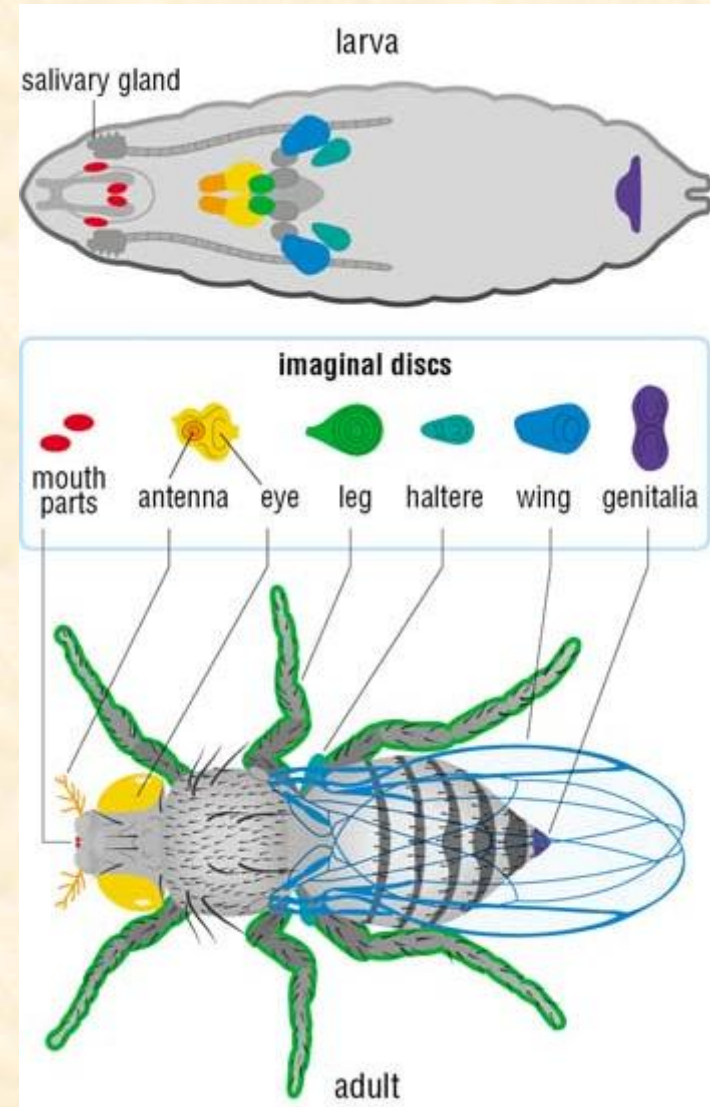 larva
salivary gland
imaginal discs
mouth
parts
antenna
eye
leg
haltere
wing
genitalia
adult